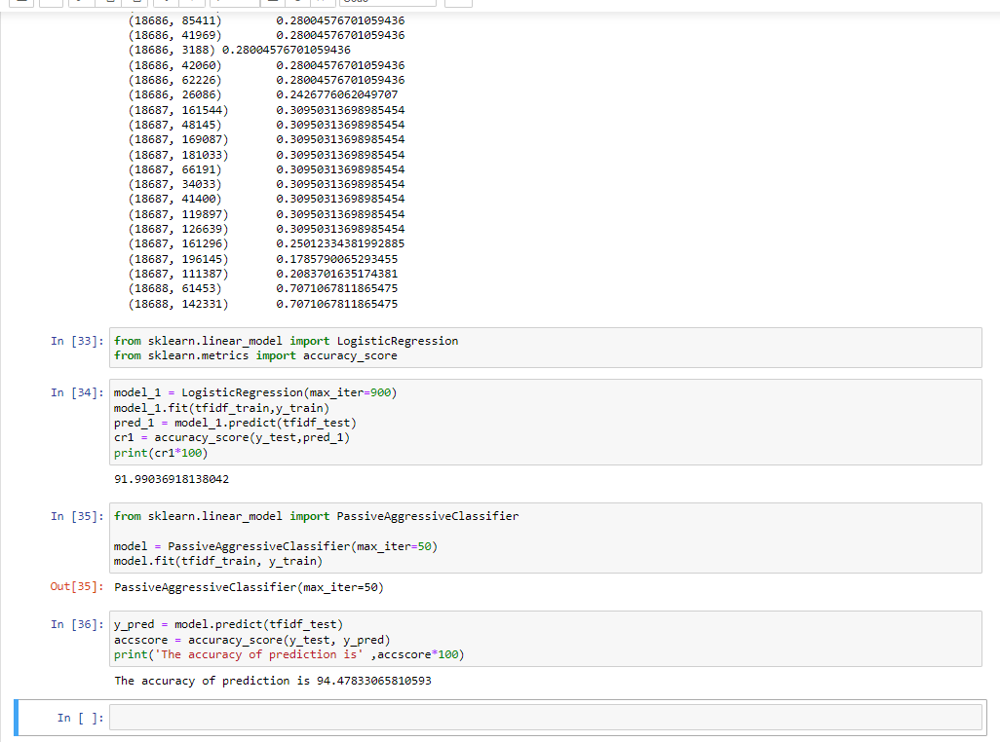 (18686, 85411) 0.28004576701059436
(18686, 41969) 0.28004576701059436
(18686, 3188) 0.28004576701059436
(18686, 42060) 0.28004576701059436
(18686, 62226) 0.28004576701059436
(18686, 26086) 0.2426776062049707
(18687, 161544) 0.30950313698985454
(18687, 48145) 0.30950313698985454
(18687, 169087) 0.30950313698985454
(18687, 181033) 0.30950313698985454
(18687, 66191) 0.30950313698985454
(18687, 34033) 0.30950313698985454
(18687, 41400) 0.30950313698985454
(18687, 119897) 0.30950313698985454
(18687, 126639) 0.30950313698985454
(18687, 161296) 0.25012334381992885
(18687, 196145) 0.1785790065293455
(18687, 111387) 0.2083701635174381
(18688, 61453) 0.7071067811865475
(18688, 142331) 0.7071067811865475
In [33]: from sklearn.linear_model import LogisticRegression
from sklearn.metrics import accuracy_score
In [34]: model_1 = LogisticRegression(max_iter=900)
model_1.fit(tfidf_train,y_train)
pred_1 = model_1.predict(tfidf_test)
cr1 = accuracy_score(y_test,pred_1)
print(cr1*100)
91.99036918138042
In [35]: from sklearn.linear_model import PassiveAggressiveClassifier
model = PassiveAggressiveClassifier(max_iter=50)
model.fit(tfidf_train, y_train)
Out[35]: PassiveAggressiveClassifier(max_iter=50)
In [36]: y_pred = model.predict(tfidf_test)
accscore = accuracy_score(y_test, y_pred)
print('The accuracy of prediction is' ,accscore*100)
The accuracy of prediction is 94.47833065810593
In [ ]: